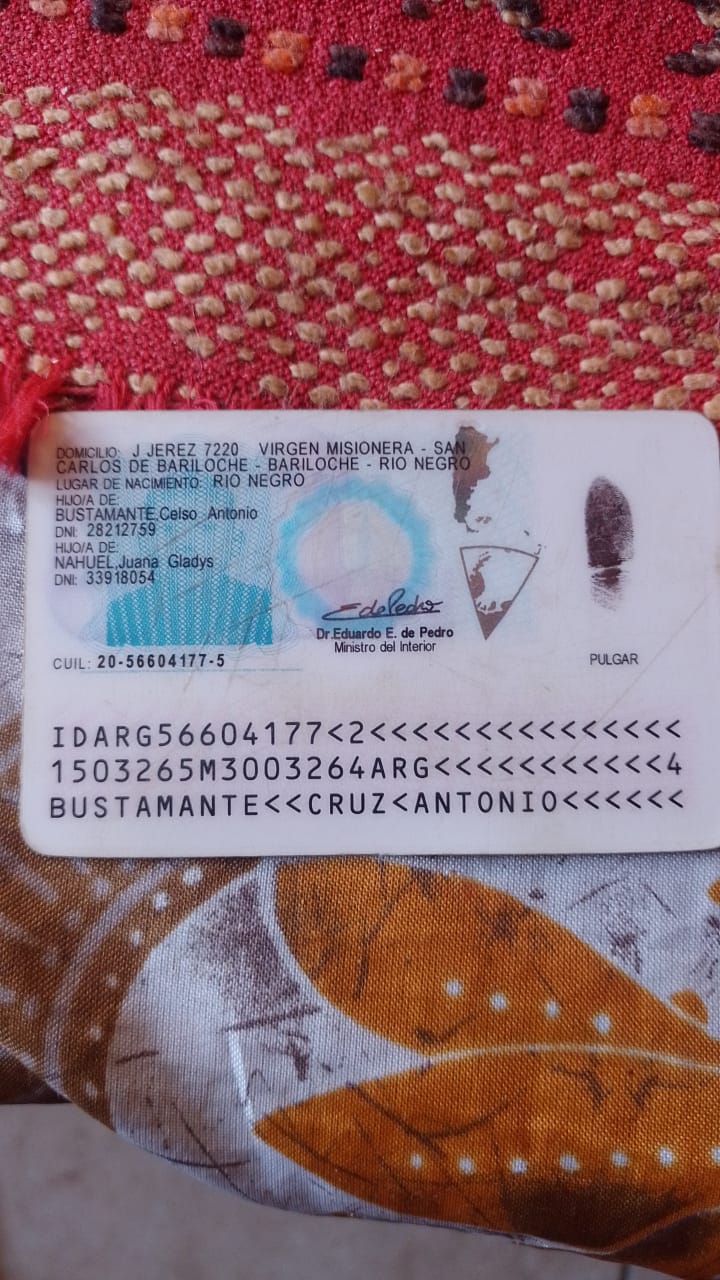 DOMICILIO: J JEREZ 7220 VIRGEN MISIONERA - SAN
CARLOS DE BARILOCHE - BARILOCHE - RIO NEGRO
LUGAR DE NACIMIENTO: RIO NEGRO
HIJO/A DE:
BUSTAMANTE,Celso Antonio
DNI: 28212759
HIJO/A DE:
NAHUEL,Juana Gladys
DNI: 33918054
EdePedro
Dr.Eduardo E. de Pedro
Ministro del Interior
CUIL: 20-56604177-5
PULGAR
IDARG56604177<2<<<<<<<<<<<<<<<
1503265M3003264ARG<<<<<<<<<<<4
BUSTAMANTE<<CRUZ<ANTONIO<<<<<<